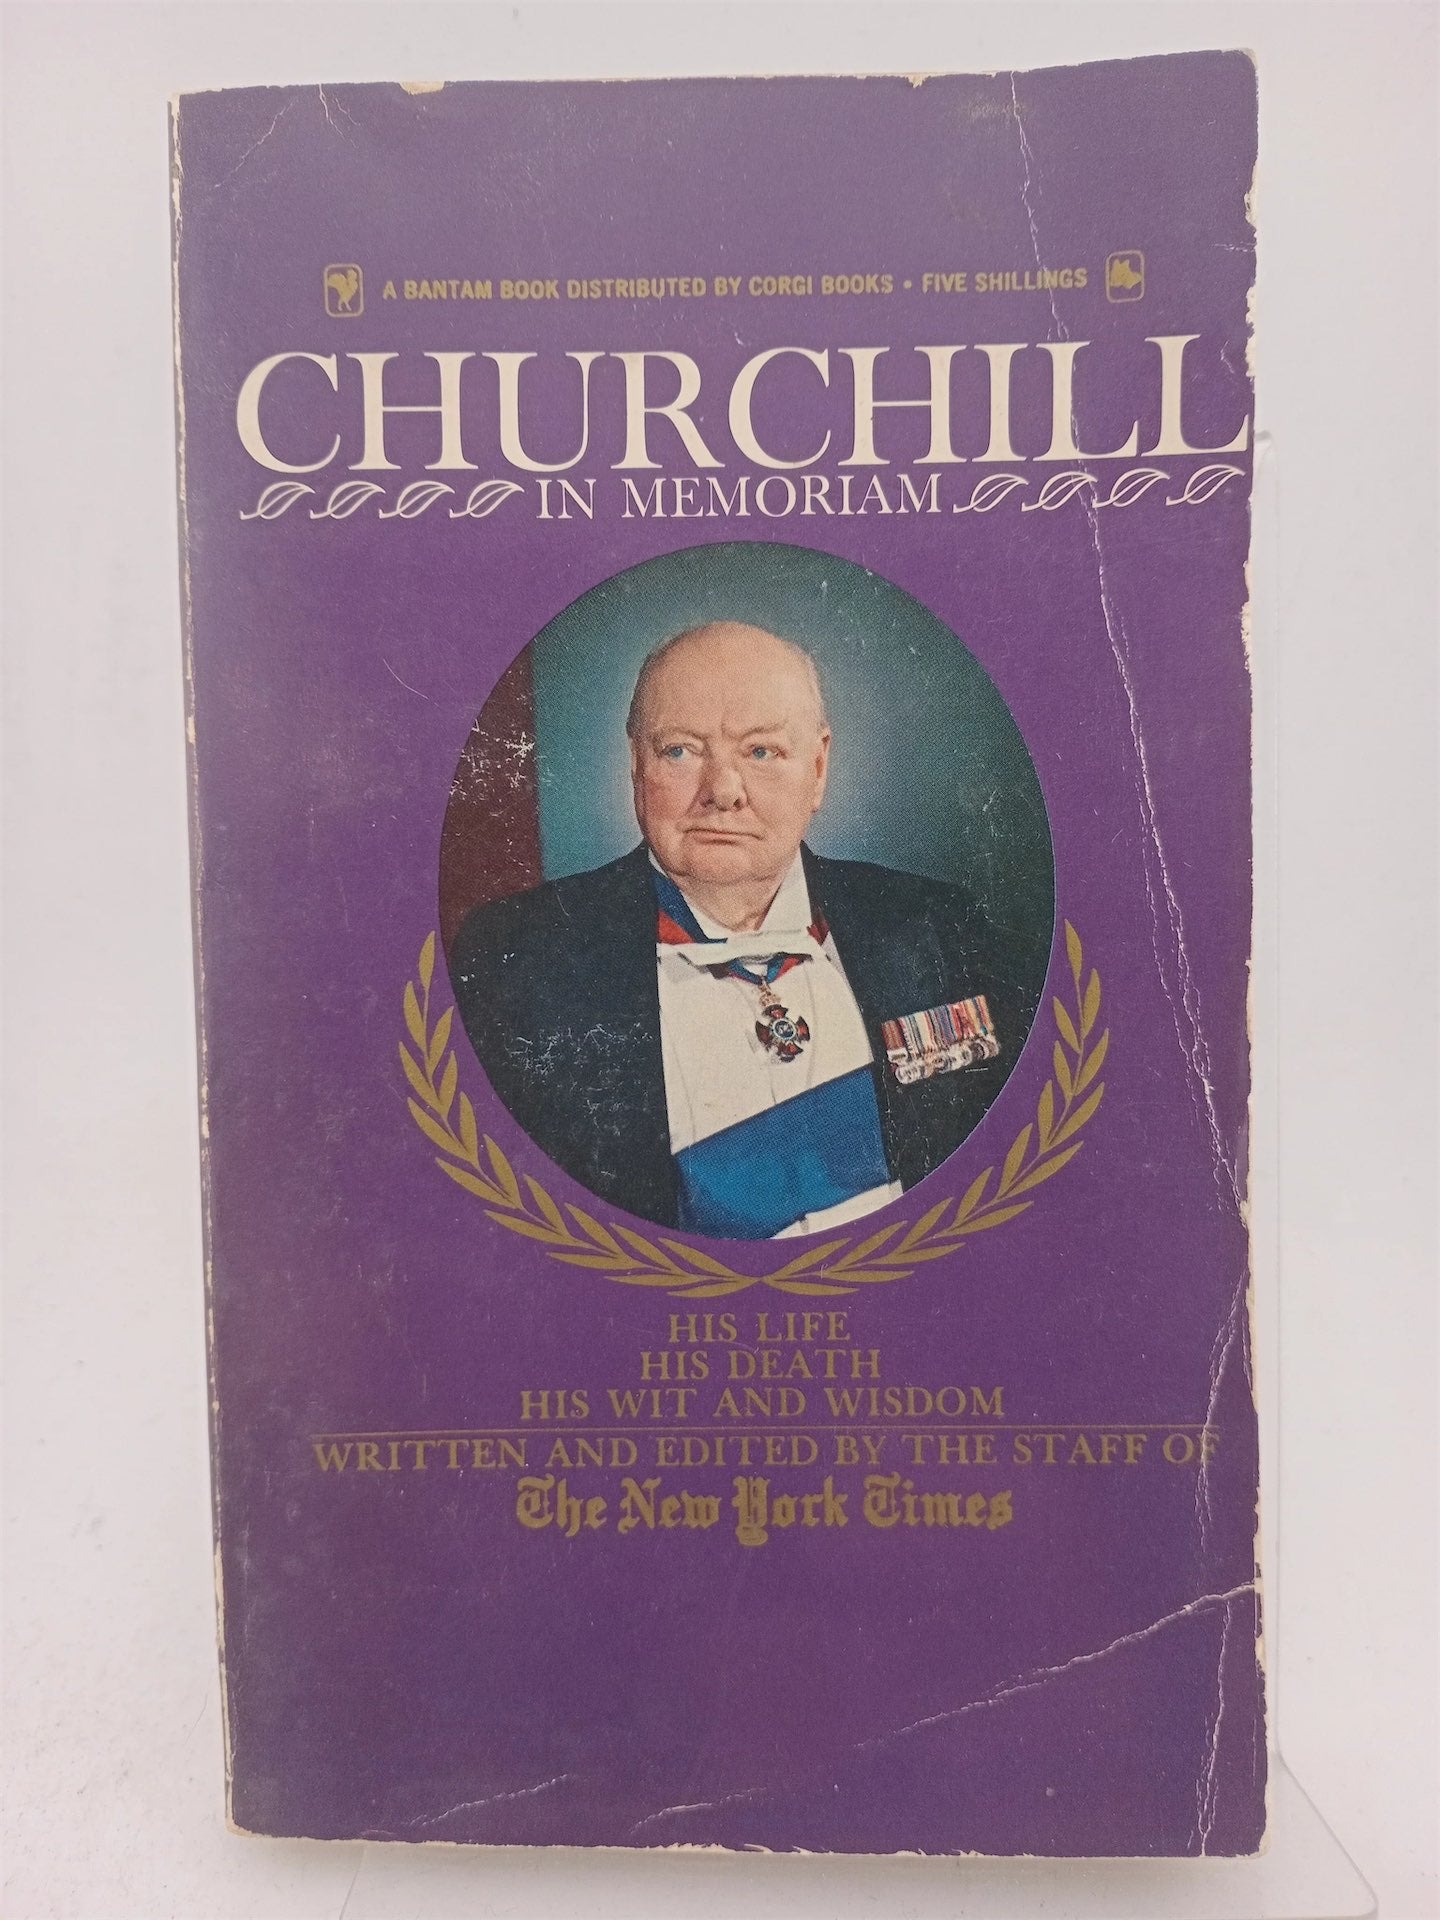 A BANTAM BOOK DISTRIBUTED BY CORGI BOOKS • FIVE SHILLINGS
CHURCHILL
IN MEMORIAM
HIS LIFE
HIS DEATH
HIS WIT AND WISDOM
WRITTEN AND EDITED BY THE STAFF OF
The New York Times